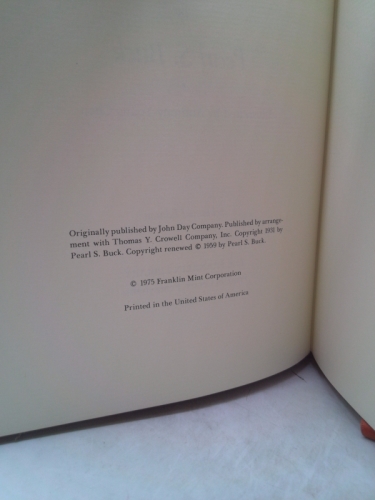 Originally published by John Day Company. Published by arrange-
ment with Thomas Y. Crowell Company, Inc. Copyright 1931 by
Pearl S. Buck. Copyright renewed © 1950 by Pearl S. Buck.
© 1975 Franklin Mint Corporation
Printed in the United States of America